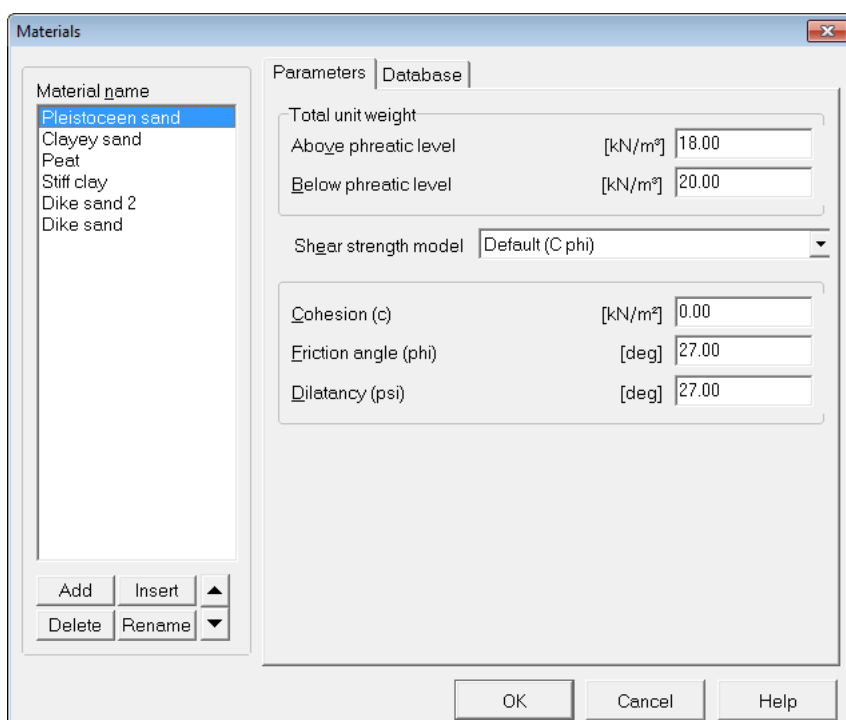 Materials
Material name
Pleistoceen sand
Clayey sand
Peat
Stiff clay
Dike sand 2
Dike sand
Add Insert
Delete Rename
Parameters Database
Total unit weight
Above phreatic level [kN/m³] 18.00
Below phreatic level [kN/m³] 20.00
Shear strength model Default (C phi)
Cohesion (c) [kN/m²] 0.00
Friction angle (phi) [deg] 27.00
Dilatancy (psi) [deg] 27.00
OK Cancel Help